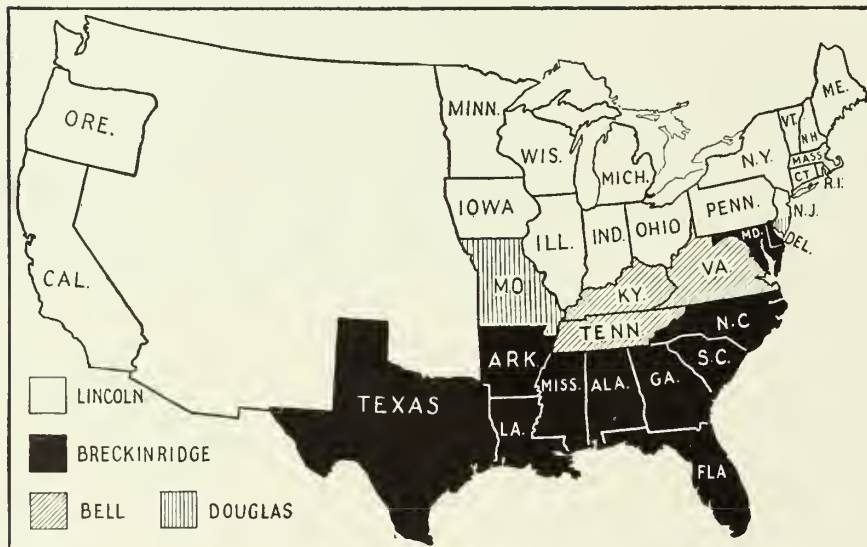 ORE.
CAL.
MINN.
WIS.
MICH.
IOWA
ILL.
IND.
OHIO
PENN.
N.Y.
VT.
NH
ME.
MASS
CT
R.I.
N.J.
DEL.
MD.
VA.
KY.
MO
TENN
N.C
S.C.
ARK
MISS.
ALA.
GA.
TEXAS
LA.
FLA
LINCOLN
BRECKINRIDGE
BELL
DOUGLAS